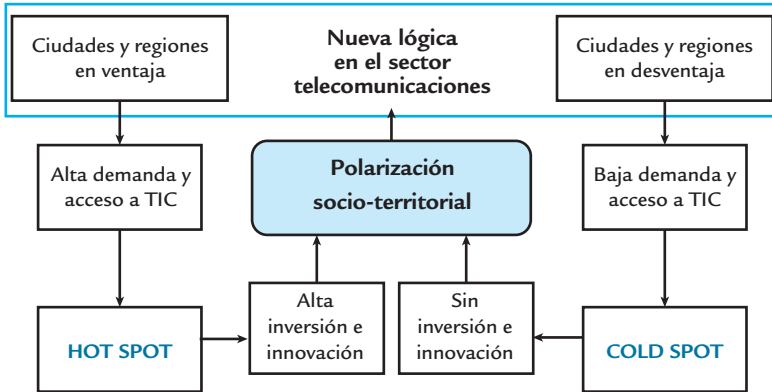 Ciudades y regiones
en ventaja
Nueva lógica
en el sector
telecomunicaciones
Ciudades y regiones
en desventaja
Alta demanda y
acceso a TIC
Polarización
socio-territorial
Baja demanda y
acceso a TIC
HOT SPOT
Alta
inversión e
innovación
Sin
inversión e
innovación
COLD SPOT